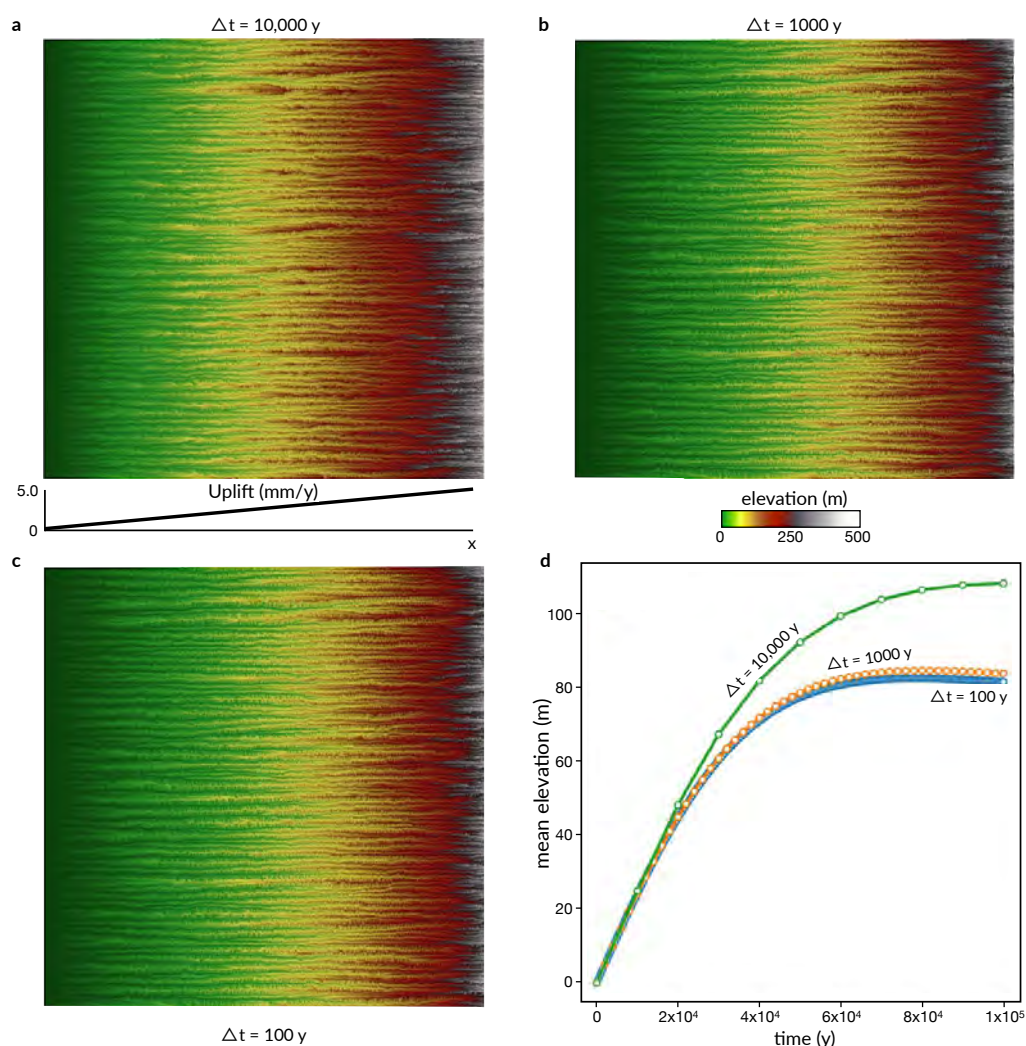 a
△t = 10,000 y
b
△t = 1000 y
5.0
Uplift (mm/y)
0
x
elevation (m)
0
250
500
c
△t = 100 y
d
100
80
60
40
20
0
mean elevation (m)
△t = 10,000 y
△t = 1000 y
△t = 100 y
0
2x10⁴
4x10⁴
6x10⁴
8x10⁴
1x10⁵
time (y)